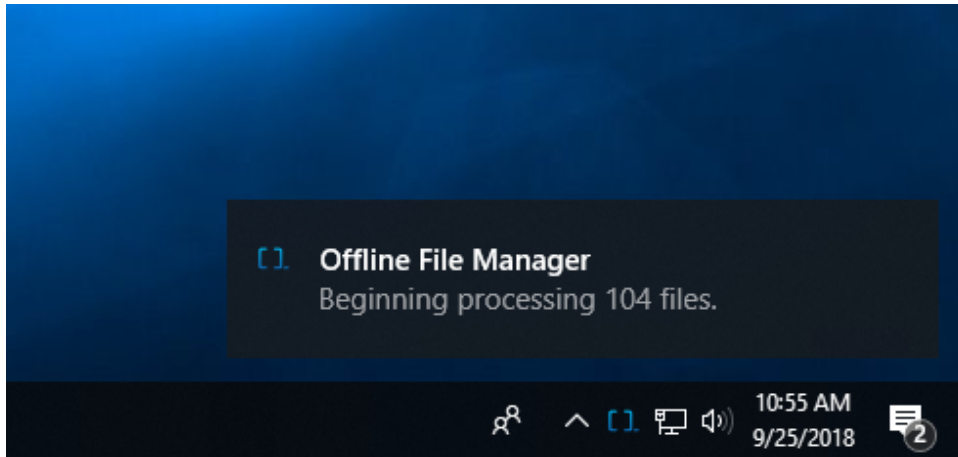 Offline File Manager
Beginning processing 104 files.
10:55 AM
9/25/2018
2